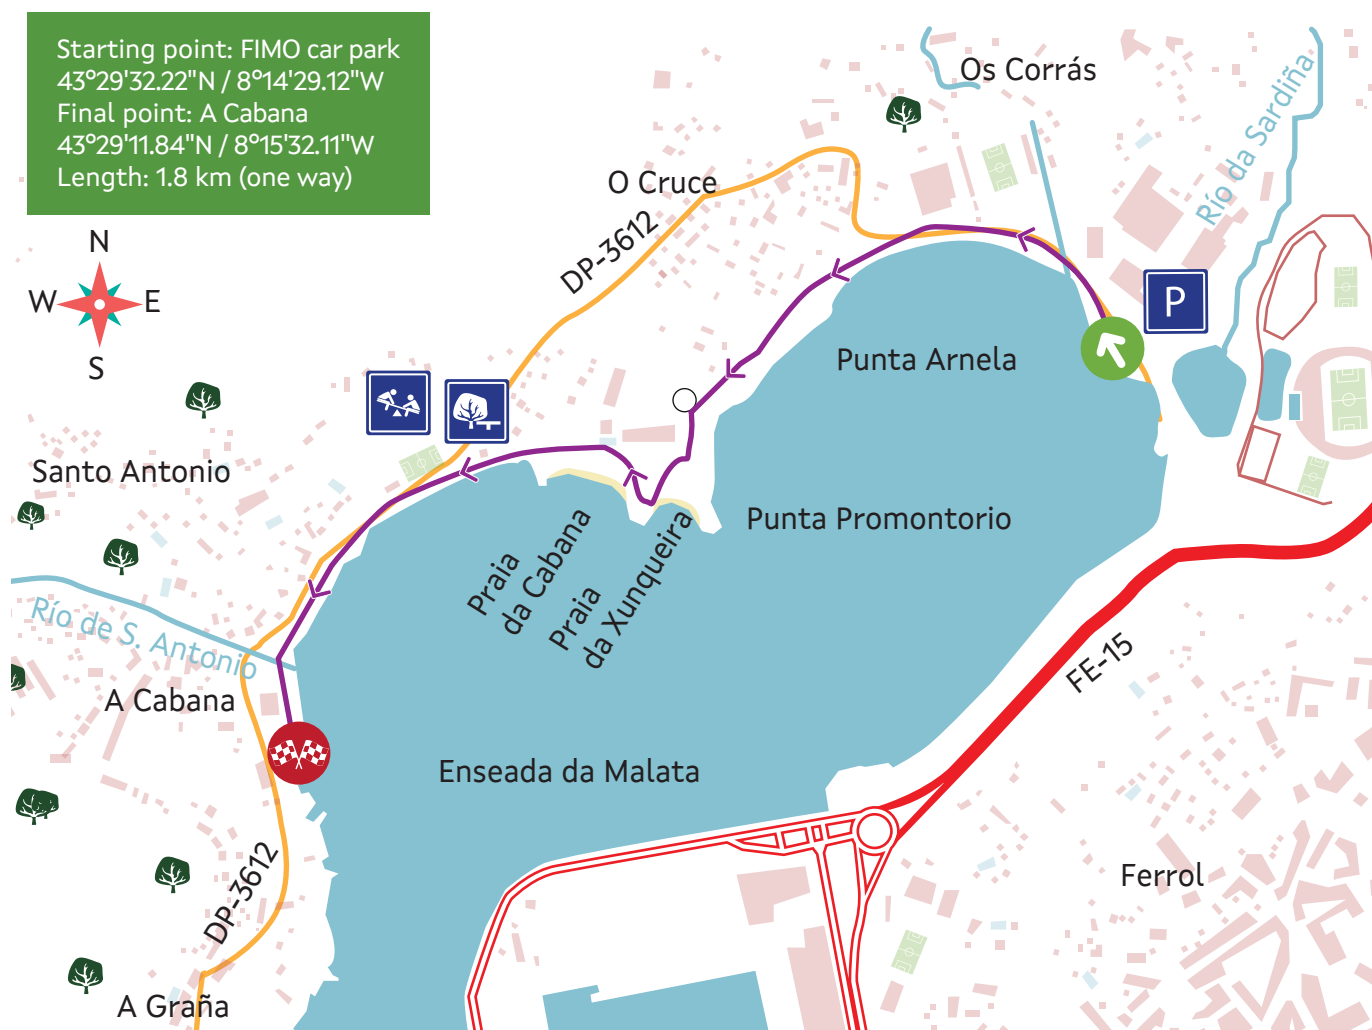 Starting point: FIMO car park
43°29'32.22"N / 8°14'29.12"W
Final point: A Cabana
43°29'11.84"N / 8°15'32.11"W
Length: 1.8 km (one way)
Os Corrás
Río da Sardiña
O Cruce
DP-3612
N
W
E
S
P
Punta Arnela
Santo Antonio
Punta Promontorio
Praia
da Cabana
Praia
da Xunqueira
Río de S. Antonio
FE-15
A Cabana
Enseada da Malata
DP-3612
Ferrol
A Graña